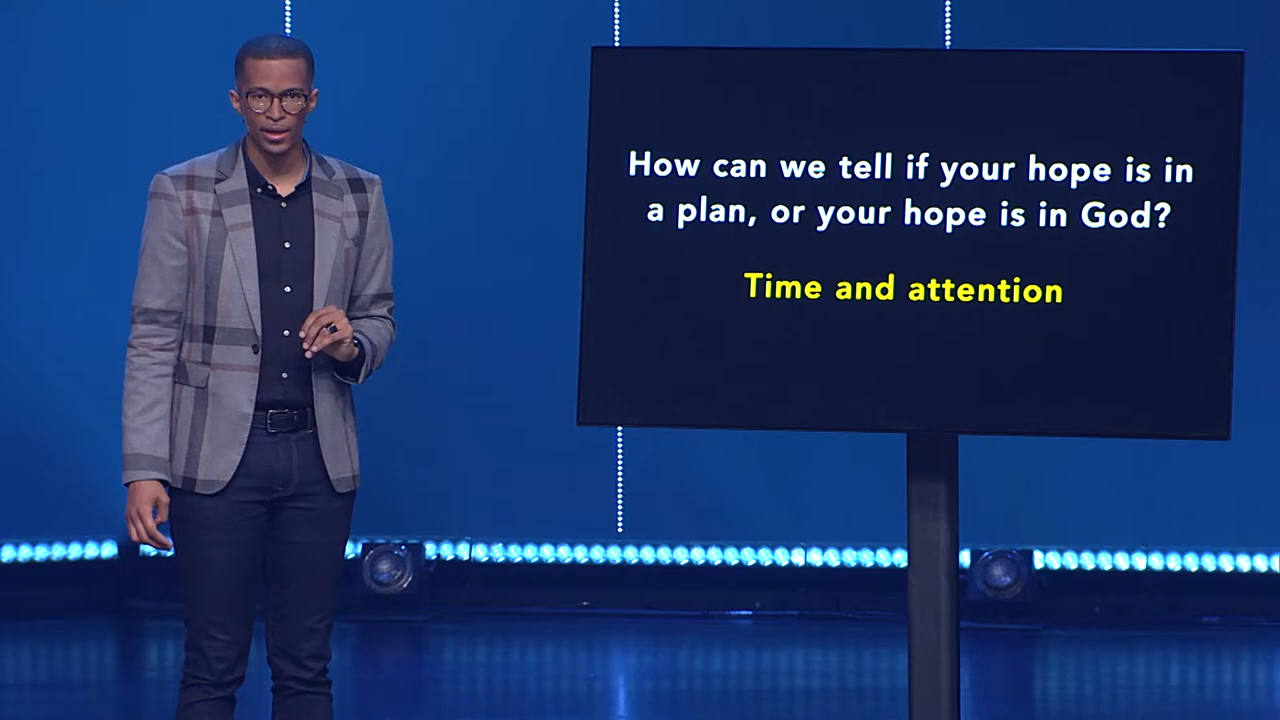 How can we tell if your hope is in
a plan, or your hope is in God?
Time and attention